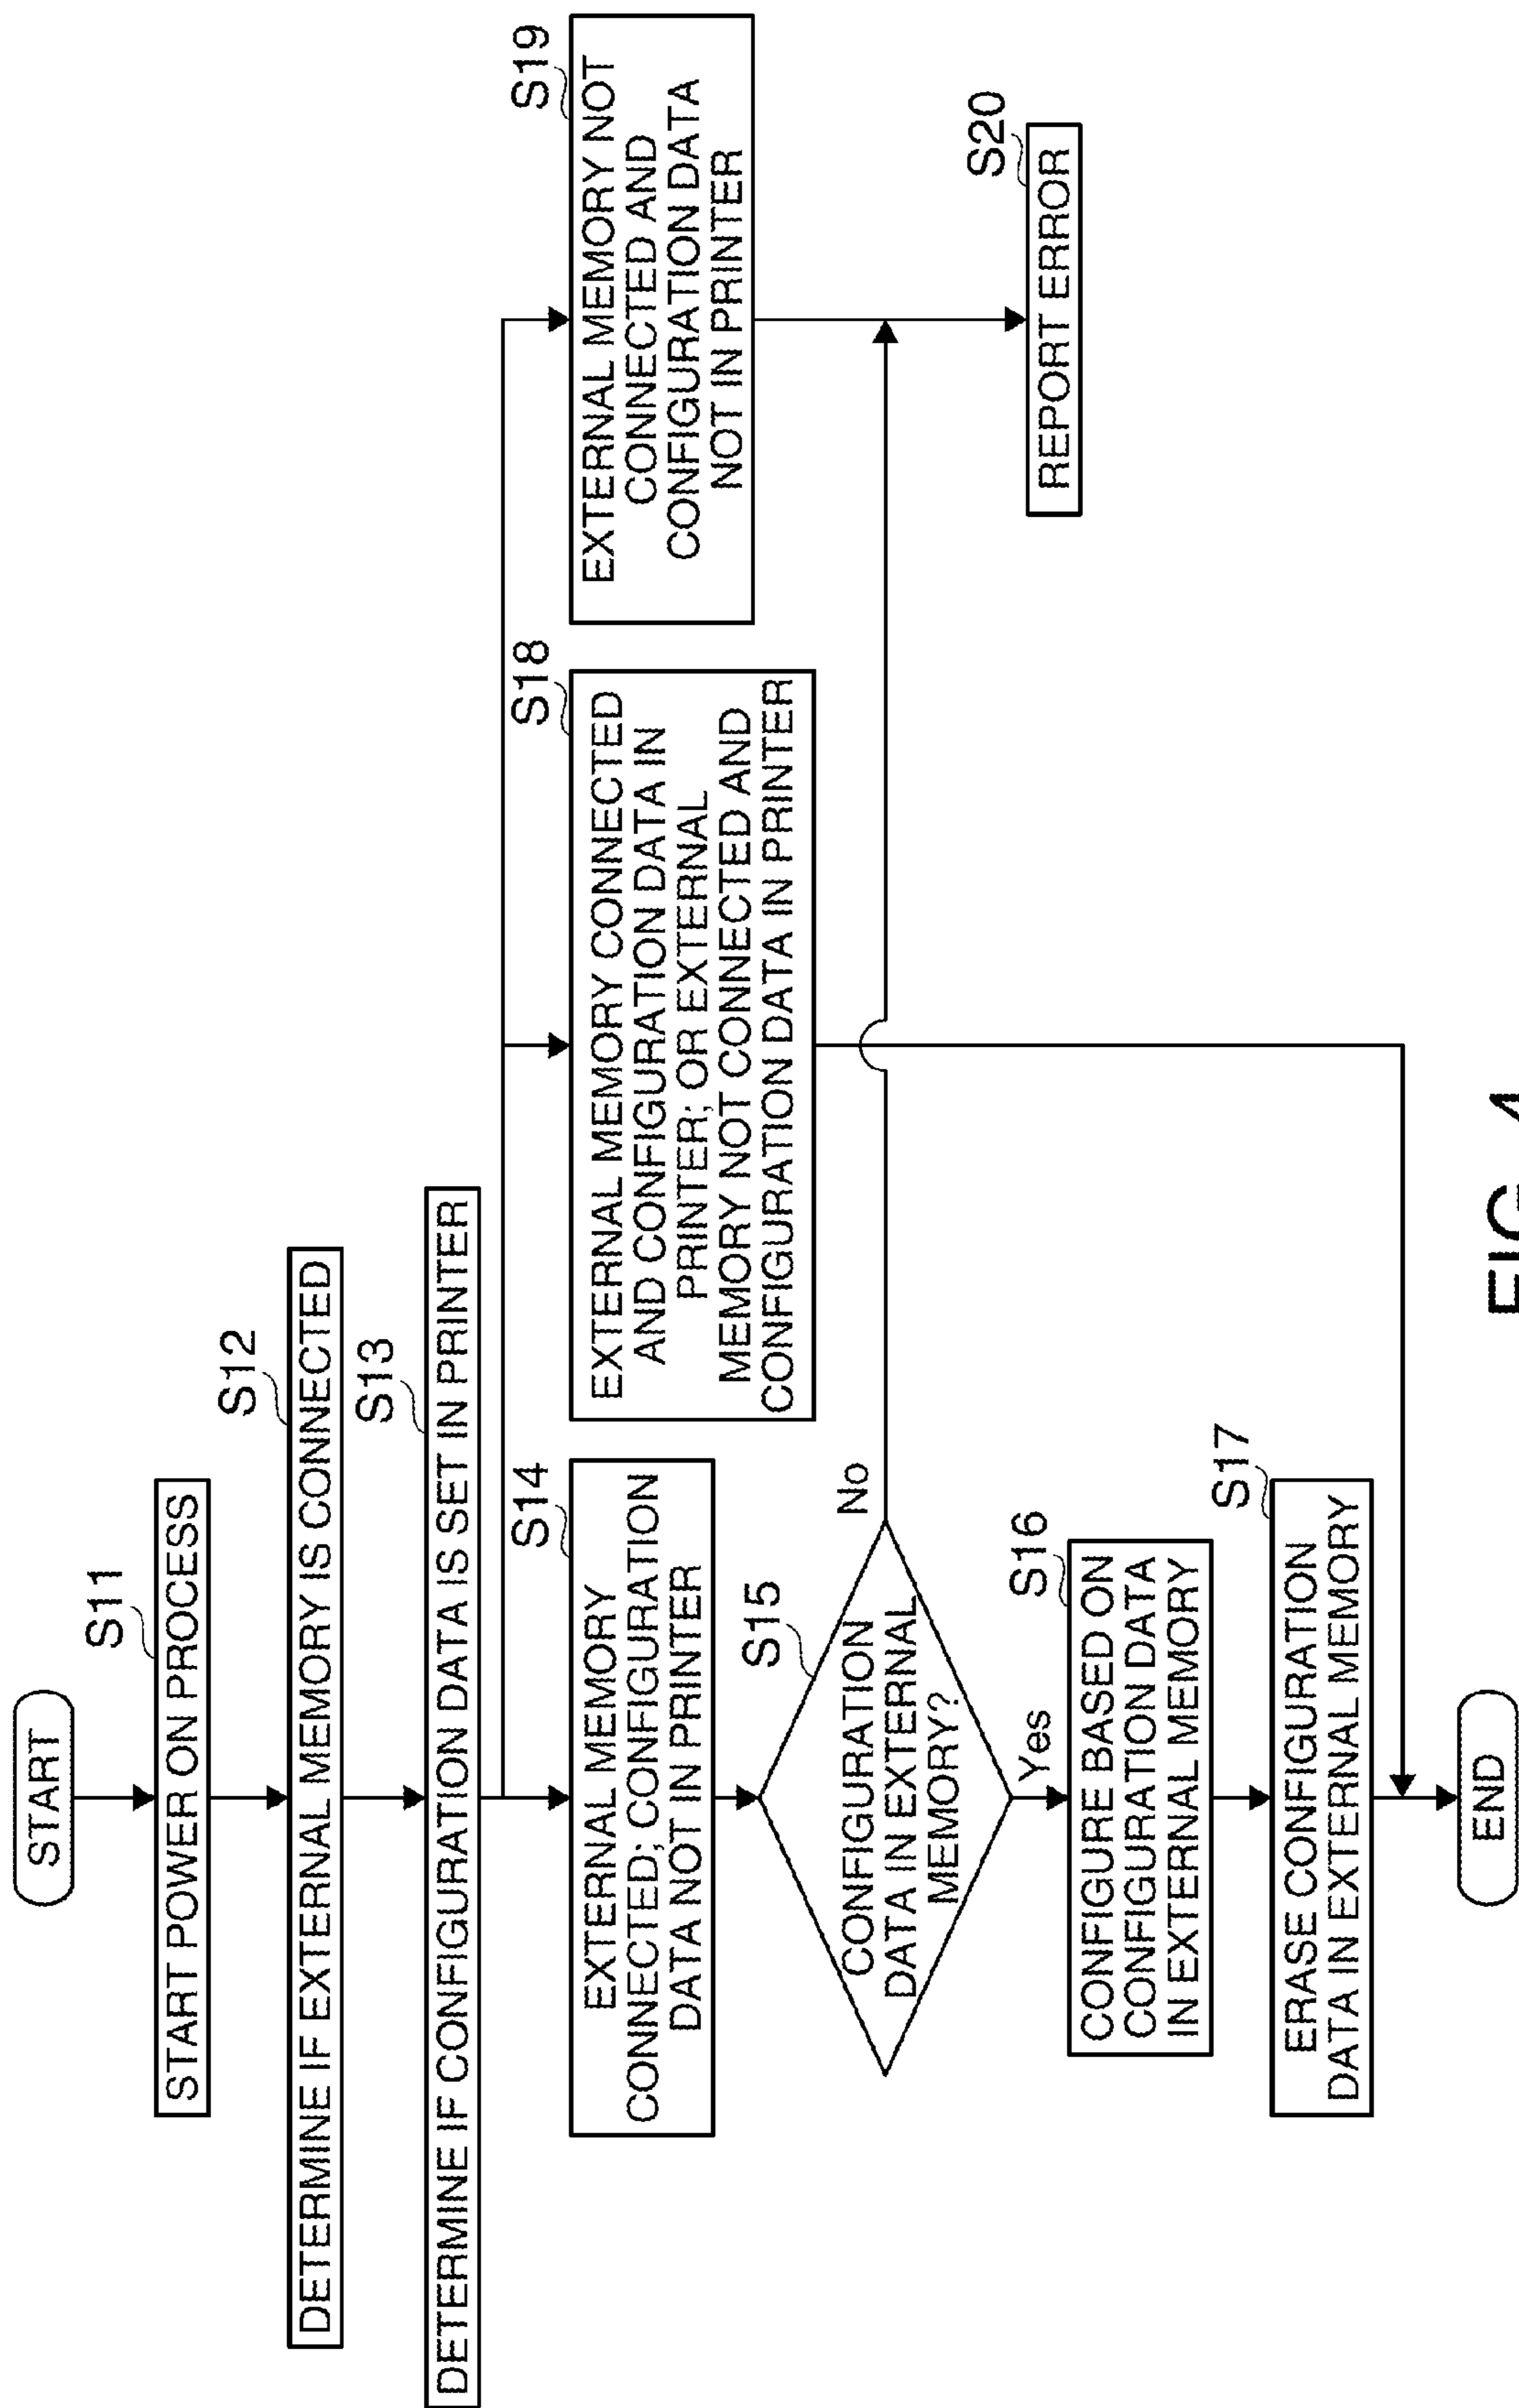 START
S11
START POWER ON PROCESS
S12
DETERMINE IF EXTERNAL MEMORY IS CONNECTED
S13
DETERMINE IF CONFIGURATION DATA IS SET IN PRINTER
S14
EXTERNAL MEMORY
CONNECTED; CONFIGURATION
DATA NOT IN PRINTER
S15
CONFIGURATION
DATA IN EXTERNAL
MEMORY?
No
Yes
S16
CONFIGURE BASED ON
CONFIGURATION DATA
IN EXTERNAL MEMORY
S17
ERASE CONFIGURATION
DATA IN EXTERNAL MEMORY
END
S18
EXTERNAL MEMORY CONNECTED
AND CONFIGURATION DATA IN
PRINTER; OR EXTERNAL
MEMORY NOT CONNECTED AND
CONFIGURATION DATA IN PRINTER
S19
EXTERNAL MEMORY NOT
CONNECTED AND
CONFIGURATION DATA
NOT IN PRINTER
S20
REPORT ERROR
FIG. 4